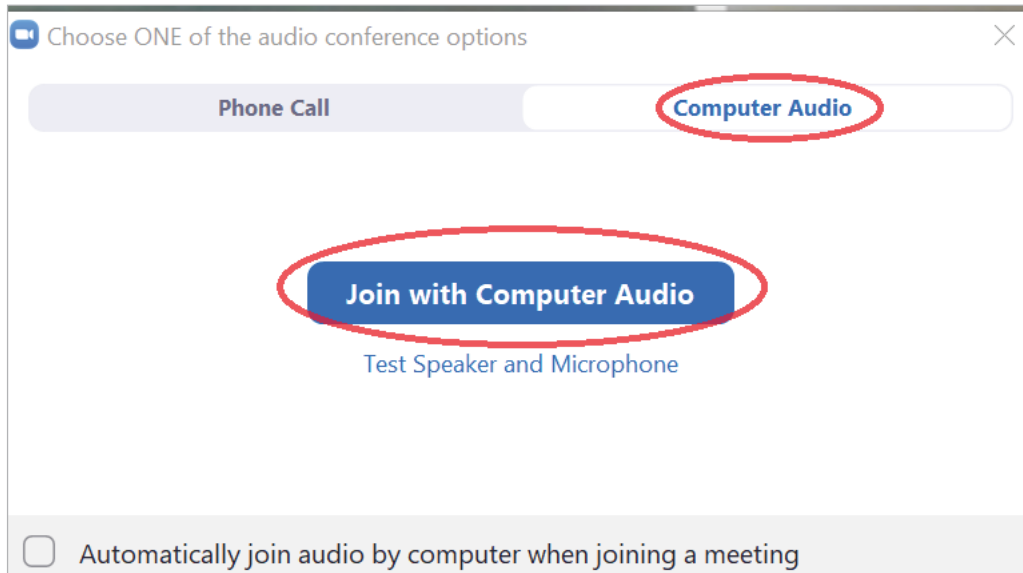 Choose ONE of the audio conference options
Phone Call
Computer Audio
Join with Computer Audio
Test Speaker and Microphone
Automatically join audio by computer when joining a meeting